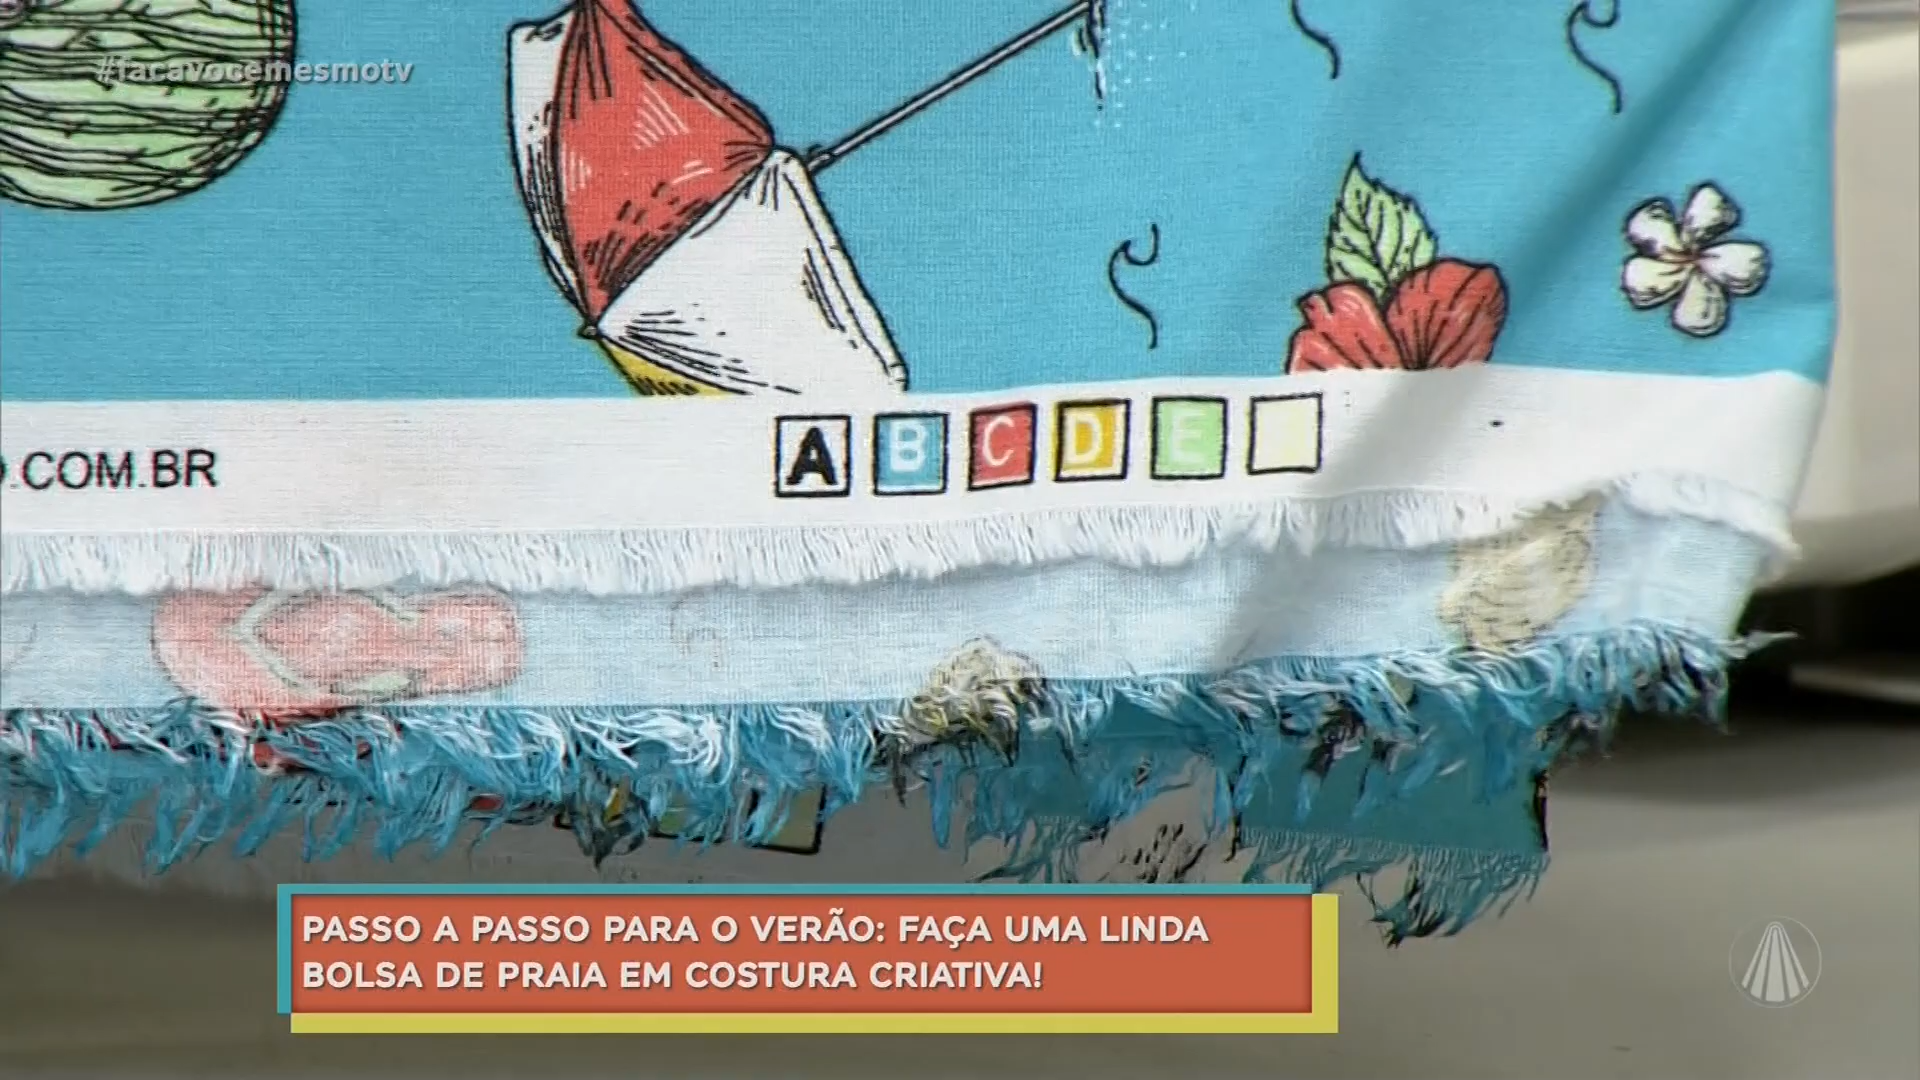 #facavocemesmotv
.COM.BR
A B C D E
PASSO A PASSO PARA O VERÃO: FAÇA UMA LINDA
BOLSA DE PRAIA EM COSTURA CRIATIVA!